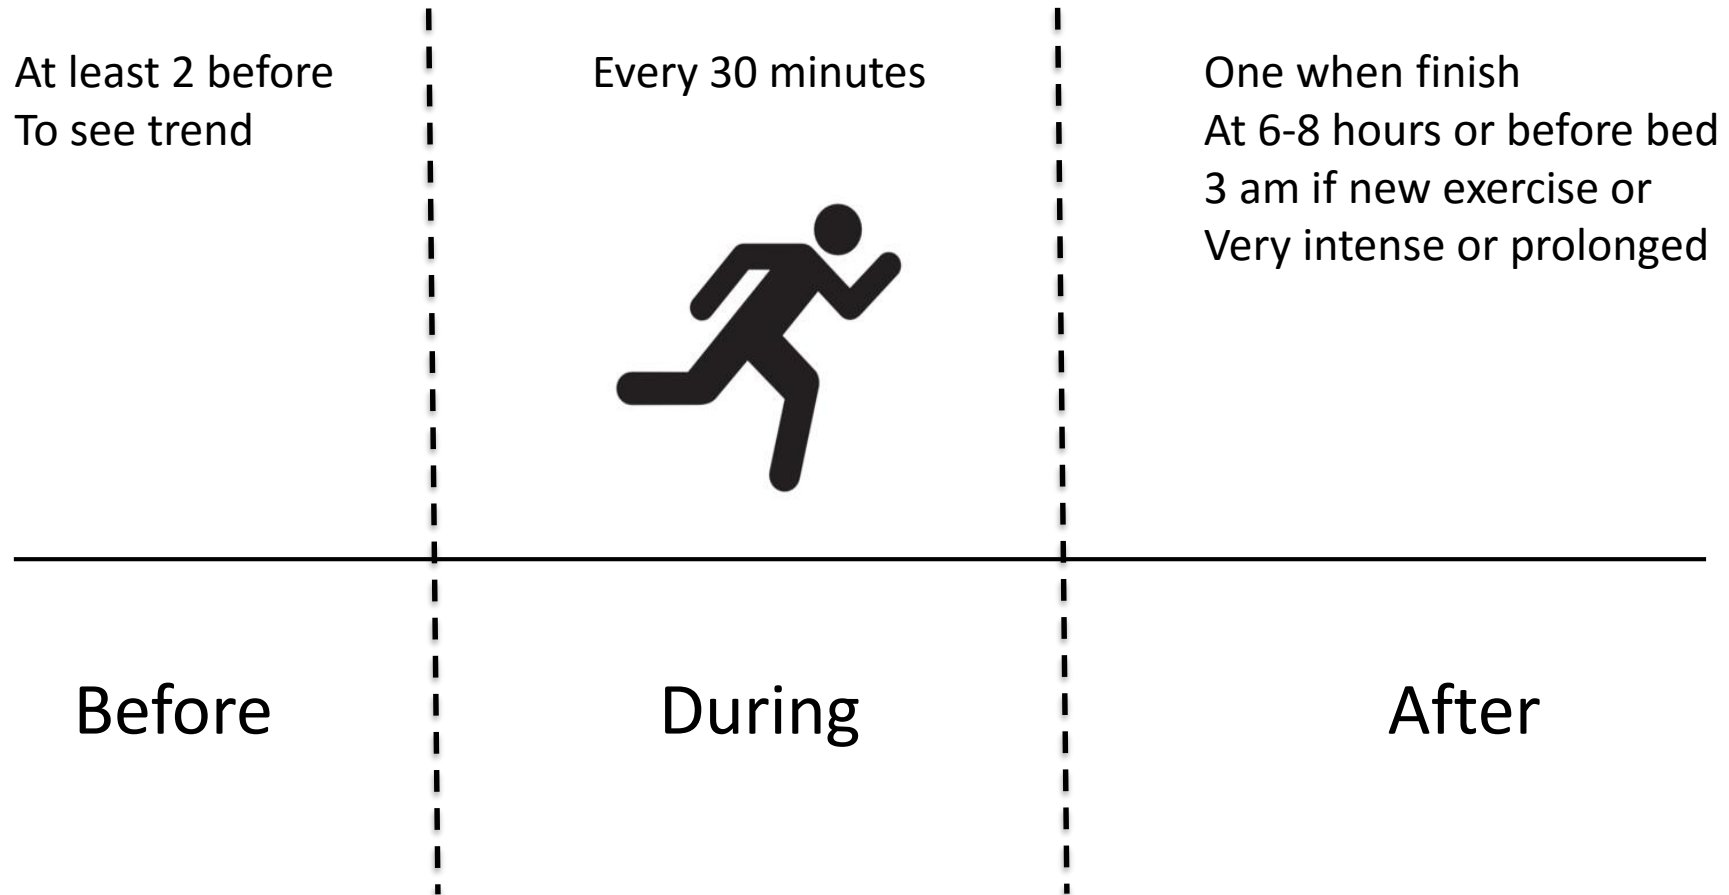 At least 2 before
To see trend
Every 30 minutes
One when finish
At 6-8 hours or before bed
3 am if new exercise or
Very intense or prolonged
Before
During
After